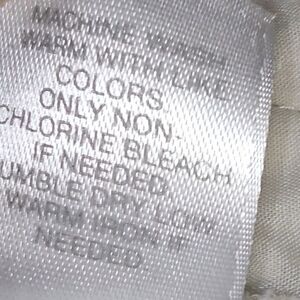 MACHINE WASH
WARM WITH LIKE
COLORS.
ONLY NON-
CHLORINE BLEACH
IF NEEDED.
TUMBLE DRY, LOW.
WARM IRON IF
NEEDED.